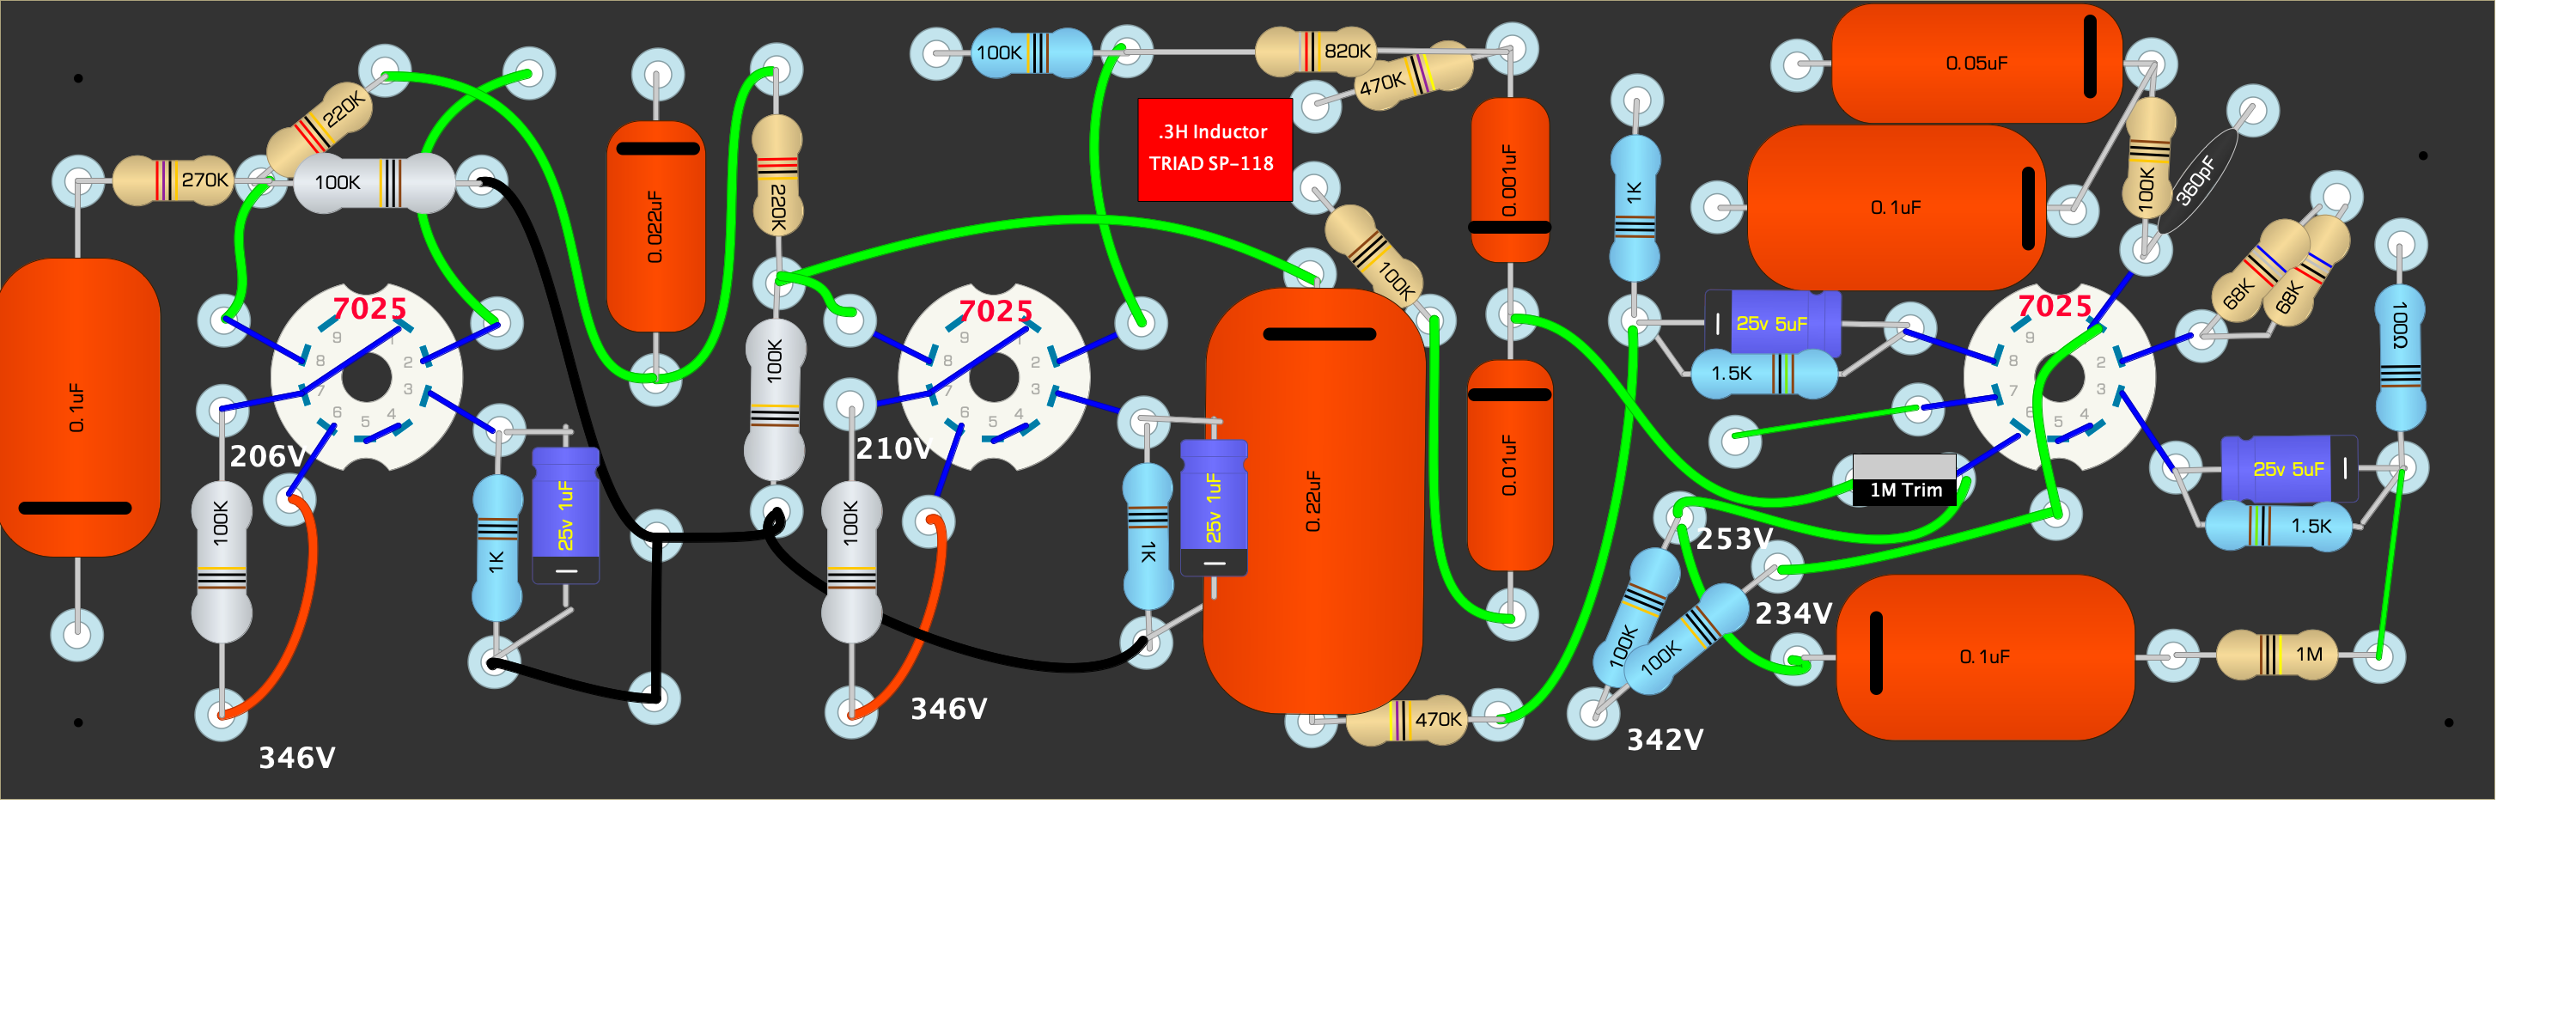 100K
820K
470K
0.05uF
220K
.3H Inductor
TRIAD SP-118
270K
100K
0.022uF
220K
0.001uF
1K
0.1uF
100K
360pF
100K
68K
68K
7025
1
2
3
4
5
6
7
8
9
7025
1
2
3
4
5
6
7
8
9
7025
2
3
4
5
6
7
8
9
25v 5uF
1.5K
100Ω
0.1uF
100K
206V
210V
0.22uF
0.01uF
1M Trim
25v 5uF
1.5K
100K
1K
25v 1uF
100K
1K
25v 1uF
253V
234V
100K
100K
0.1uF
1M
346V
346V
470K
342V